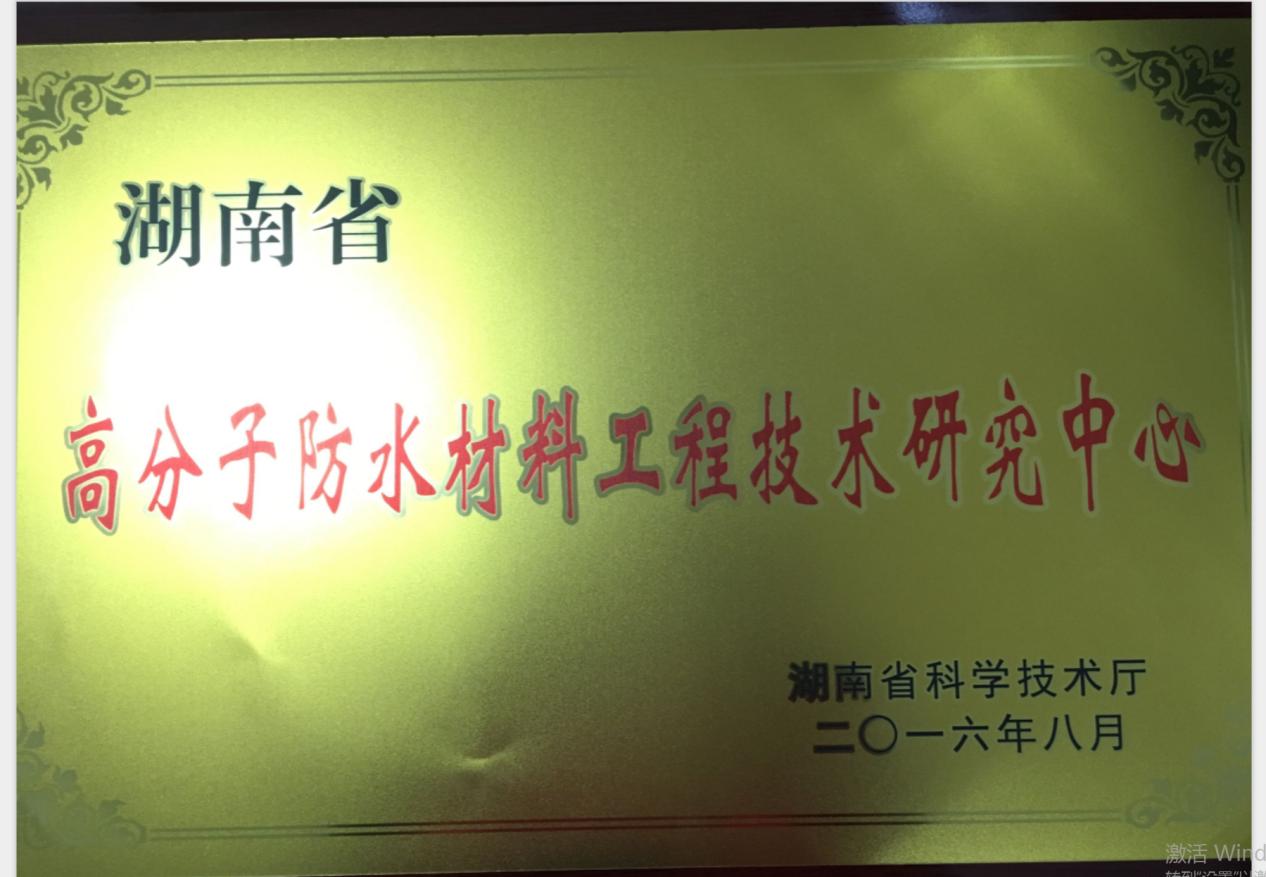 湖南省
高分子防水材料工程技术研究中心
湖南省科学技术厅
二〇一六年八月
激活 Wind